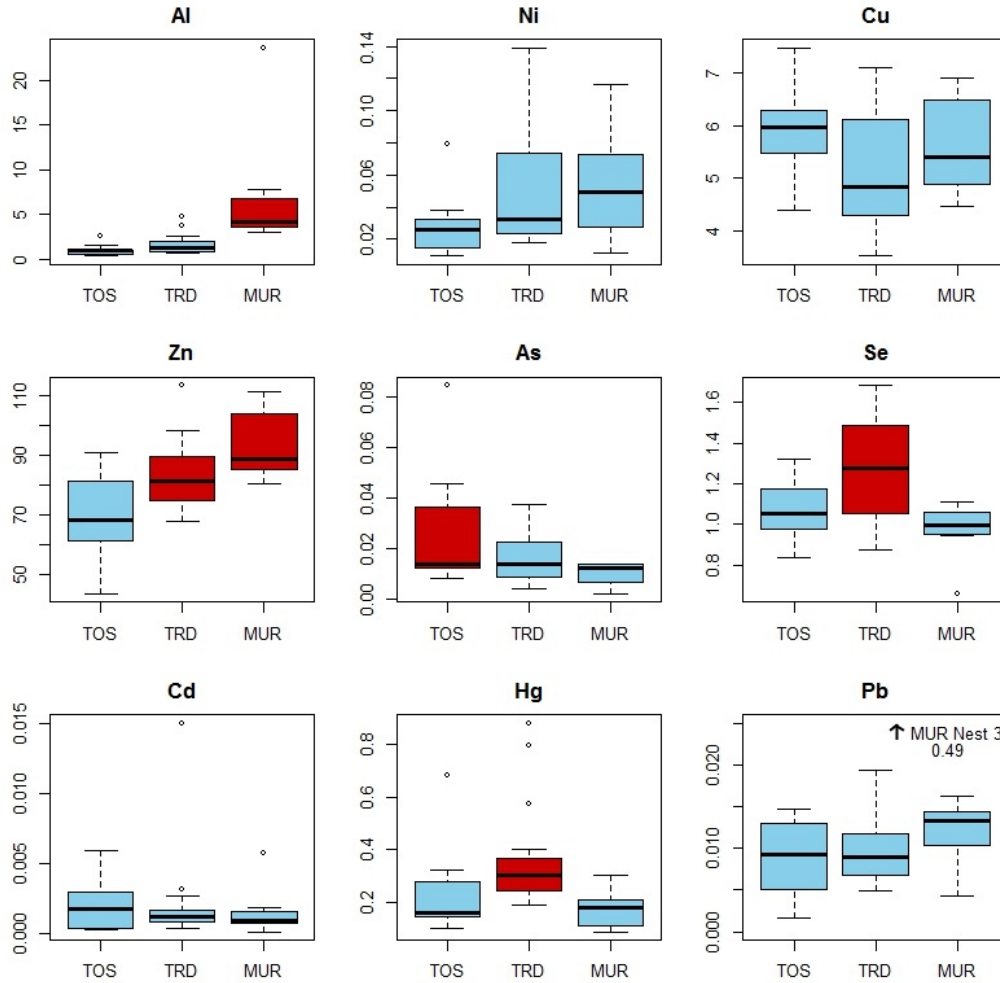 Al
20
15
10
5
0
TOS TRD MUR
Ni
0.14
0.10
0.06
0.02
TOS TRD MUR
Cu
7
6
5
4
TOS TRD MUR
Zn
110
90
70
50
TOS TRD MUR
As
0.08
0.06
0.04
0.02
0.00
TOS TRD MUR
Se
1.6
1.4
1.2
1.0
0.8
TOS TRD MUR
Cd
0.015
0.010
0.005
0.000
TOS TRD MUR
Hg
0.8
0.6
0.4
0.2
TOS TRD MUR
Pb
↑ MUR Nest 3
0.49
0.020
0.010
0.000
TOS TRD MUR